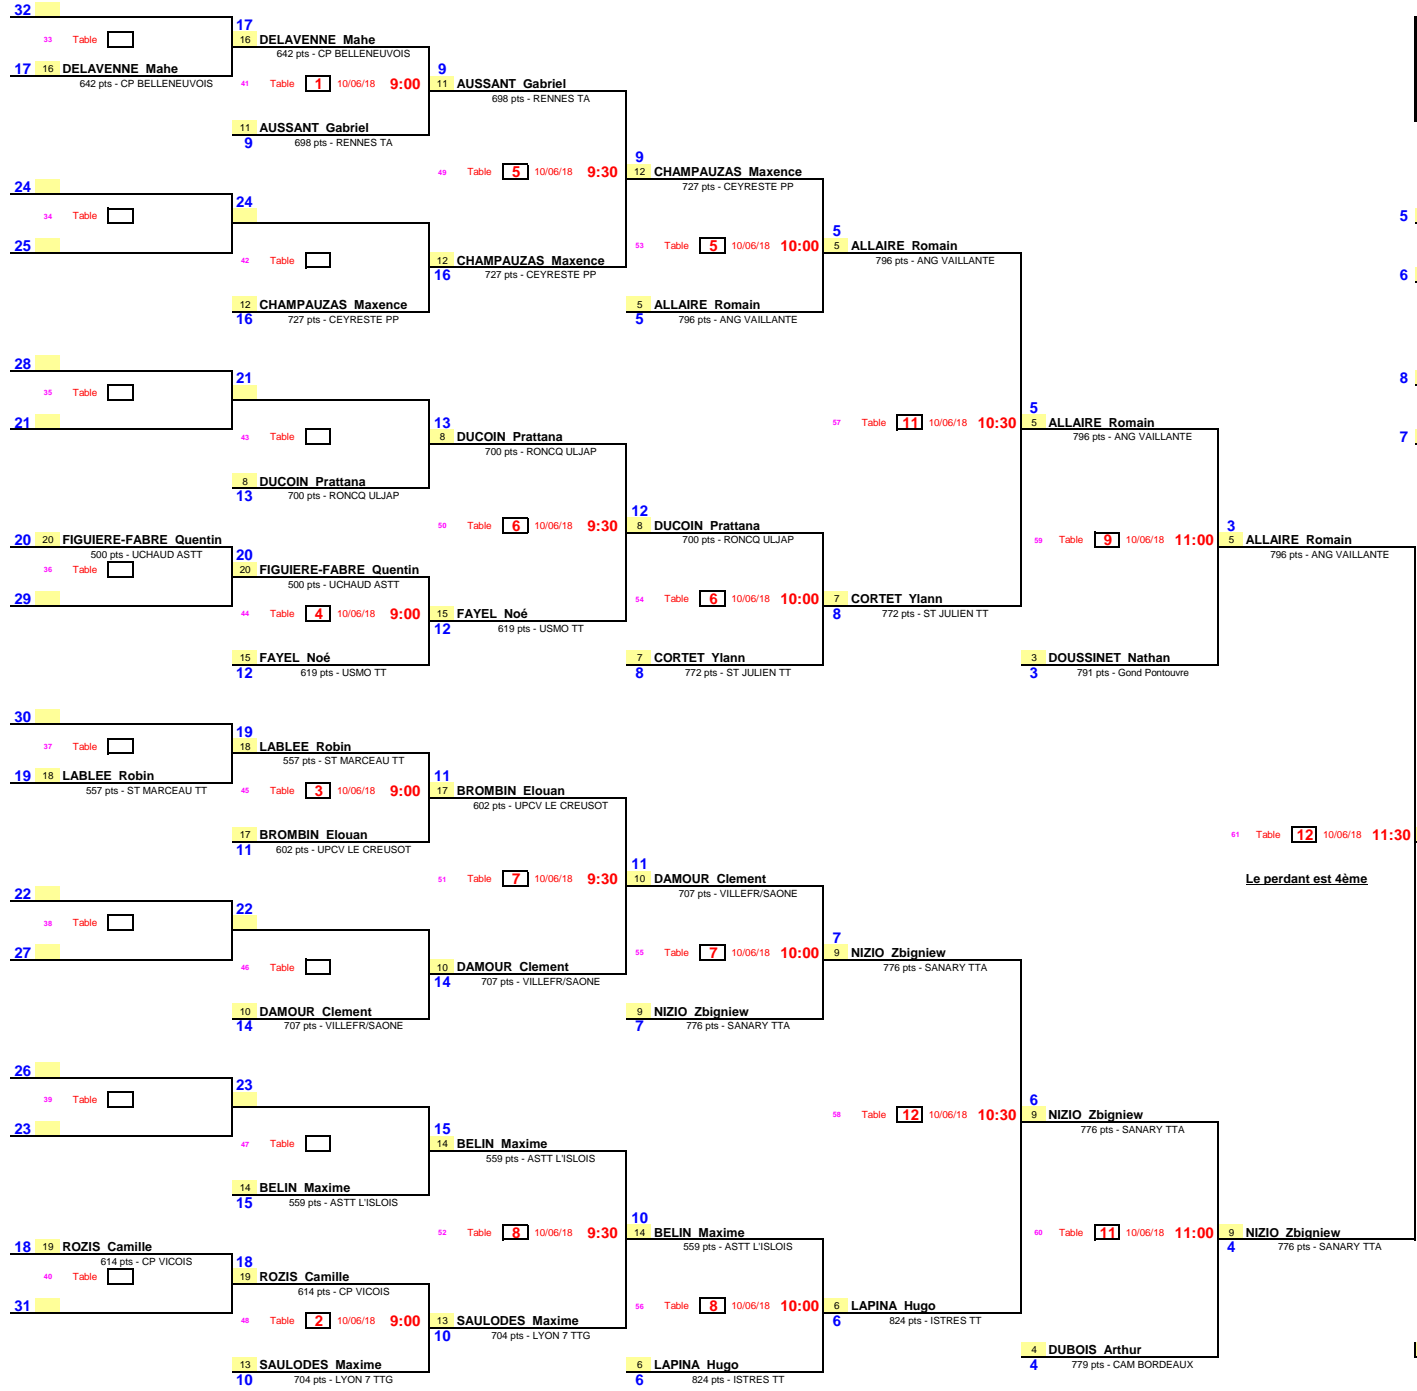 32
17
33 Table
16 DELAVENNE Mahe
642 pts - CP BELLENEUVOIS
17 16 DELAVENNE Mahe
642 pts - CP BELLENEUVOIS
9
41 Table 1 10/06/18 9:00
11 AUSSANT Gabriel
698 pts - RENNES TA
11 AUSSANT Gabriel
9 698 pts - RENNES TA
9
49 Table 5 10/06/18 9:30
12 CHAMPAUZAS Maxence
727 pts - CEYRESTE PP
24
24
34 Table
5
5
25
53 Table 5 10/06/18 10:00
5 ALLAIRE Romain
796 pts - ANG VAILLANTE
42 Table
12 CHAMPAUZAS Maxence
16 727 pts - CEYRESTE PP
6
12 CHAMPAUZAS Maxence
16 727 pts - CEYRESTE PP
5 ALLAIRE Romain
5 796 pts - ANG VAILLANTE
28
21
8
35 Table
5
21
13
57 Table 11 10/06/18 10:30
5 ALLAIRE Romain
796 pts - ANG VAILLANTE
43 Table
8 DUCOIN Prattana
700 pts - RONCQ ULJAP
7
8 DUCOIN Prattana
13 700 pts - RONCQ ULJAP
12
50 Table 6 10/06/18 9:30
8 DUCOIN Prattana
700 pts - RONCQ ULJAP
3
20 20 FIGUIERE-FABRE Quentin
500 pts - UCHAUD ASTT
59 Table 9 10/06/18 11:00
5 ALLAIRE Romain
796 pts - ANG VAILLANTE
20
36 Table
20 FIGUIERE-FABRE Quentin
500 pts - UCHAUD ASTT
29
54 Table 6 10/06/18 10:00
7 CORTET Ylann
8 772 pts - ST JULIEN TT
44 Table 4 10/06/18 9:00
15 FAYEL Noé
12 619 pts - USMO TT
15 FAYEL Noé
12 619 pts - USMO TT
7 CORTET Ylann
8 772 pts - ST JULIEN TT
3 DOUSSINET Nathan
3 791 pts - Gond Pontouvre
30
19
37 Table
18 LABLEE Robin
557 pts - ST MARCEAU TT
19 18 LABLEE Robin
557 pts - ST MARCEAU TT
11
45 Table 3 10/06/18 9:00
17 BROMBIN Elouan
602 pts - UPCV LE CREUSOT
17 BROMBIN Elouan
11 602 pts - UPCV LE CREUSOT
61 Table 12 10/06/18 11:30
11
51 Table 7 10/06/18 9:30
10 DAMOUR Clement
707 pts - VILLEFR/SAONE
Le perdant est 4ème
22
22
38 Table
7
27
55 Table 7 10/06/18 10:00
9 NIZIO Zbigniew
776 pts - SANARY TTA
46 Table
10 DAMOUR Clement
14 707 pts - VILLEFR/SAONE
10 DAMOUR Clement
14 707 pts - VILLEFR/SAONE
9 NIZIO Zbigniew
7 776 pts - SANARY TTA
26
23
39 Table
6
23
15
58 Table 12 10/06/18 10:30
9 NIZIO Zbigniew
776 pts - SANARY TTA
47 Table
14 BELIN Maxime
559 pts - ASTT L'ISLOIS
14 BELIN Maxime
15 559 pts - ASTT L'ISLOIS
10
52 Table 8 10/06/18 9:30
14 BELIN Maxime
559 pts - ASTT L'ISLOIS
60 Table 11 10/06/18 11:00
9 NIZIO Zbigniew
4 776 pts - SANARY TTA
18 19 ROZIS Camille
614 pts - CP VICOIS
18
40 Table
19 ROZIS Camille
614 pts - CP VICOIS
31
56 Table 8 10/06/18 10:00
6 LAPINA Hugo
6 824 pts - ISTRES TT
48 Table 2 10/06/18 9:00
13 SAULODES Maxime
10 704 pts - LYON 7 TTG
4 DUBOIS Arthur
4 779 pts - CAM BORDEAUX
13 SAULODES Maxime
10 704 pts - LYON 7 TTG
6 LAPINA Hugo
6 824 pts - ISTRES TT